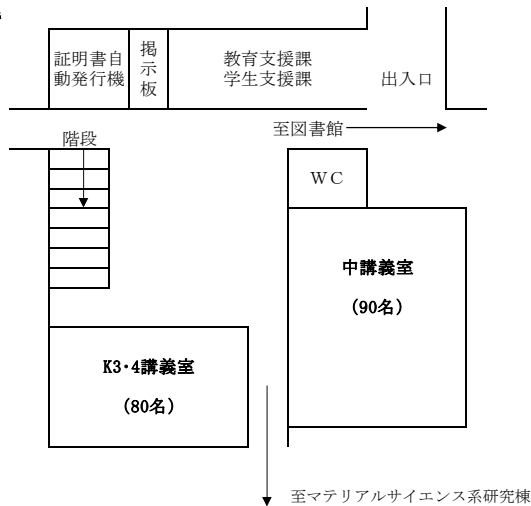 証明書自
動発行機
掲
示
板
教育支援課
学生支援課
出入口
至図書館
階段
WC
中講義室
(90名)
K3・4講義室
(80名)
至マテリアルサイエンス系研究棟